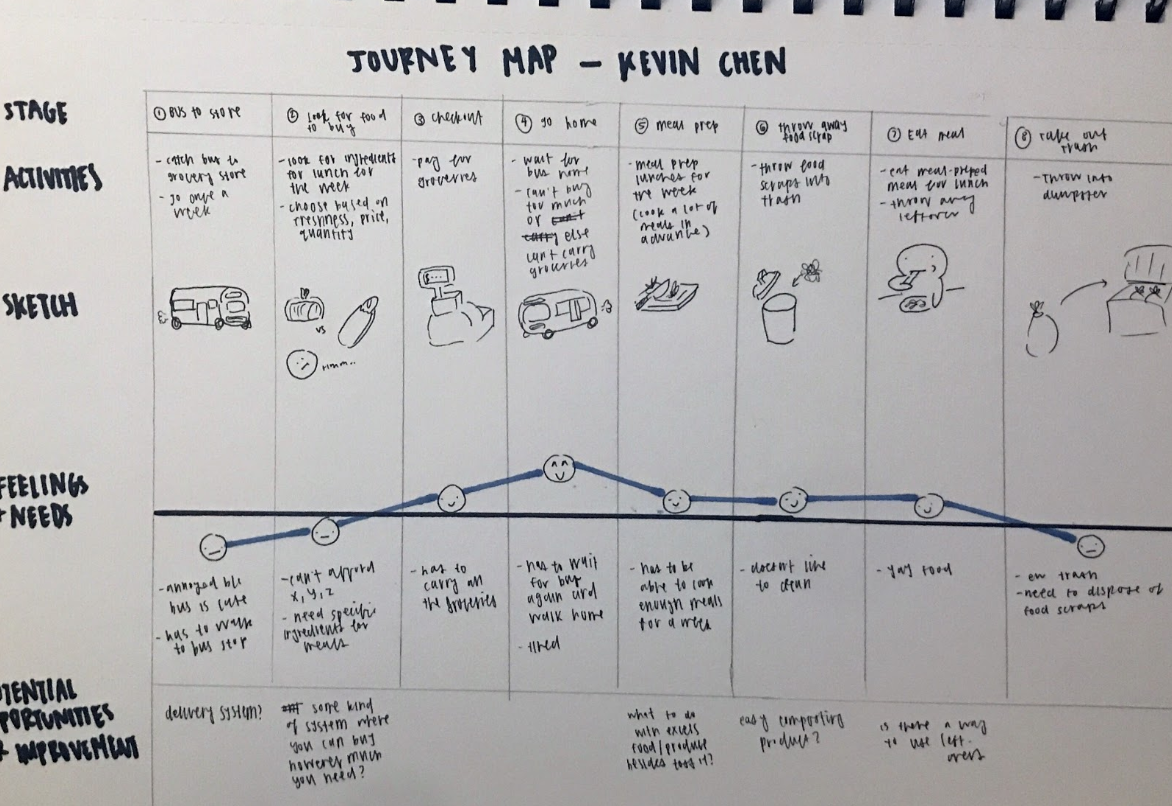 JOURNEY MAP – KEVIN CHEN
STAGE
① BUS to store
② look for food
to buy
③ checkout
④ go home
⑤ meal prep
⑥ throw away
food scrap
⑦ Eat meal
⑧ Take out
trash
ACTIVITIES
- catch bus to
grocery store
- go once a
week
- look for ingredients
for lunch for
the week
- choose based on
freshness, price,
quantity
- pay for
groceries
- wait for
bus home
- can't buy
too much
or can't
carry else
can't carry
groceries
- meal prep
lunches for
the week
(cook a lot of
meals in
advance)
- throw food
scraps into
trash
- eat meal-preped
meal for lunch
- throw away
leftover
- Throw into
dumpster
SKETCH
vs
Hmm..
FEELINGS
+ NEEDS
- annoyed b/c
bus is late
- has to walk
to bus stop
- can't afford
x, y, z
- need specific
ingredients for
meals
- has to
carry all
the groceries
- has to wait
for bus
again and
walk home
- tired
- has to be
able to cook
enough meals
for a week
- doesn't like
to clean
- yay food
- ew trash
- need to dispose of
food scraps
TENTIAL
PORTUNITIES
+ IMPROVEMENT
delivery system?
some kind
of system where
you can buy
however much
you need?
what to do
with excess
food/produce
besides toss it?
easy composting
product?
is there a way
to use left-
overs